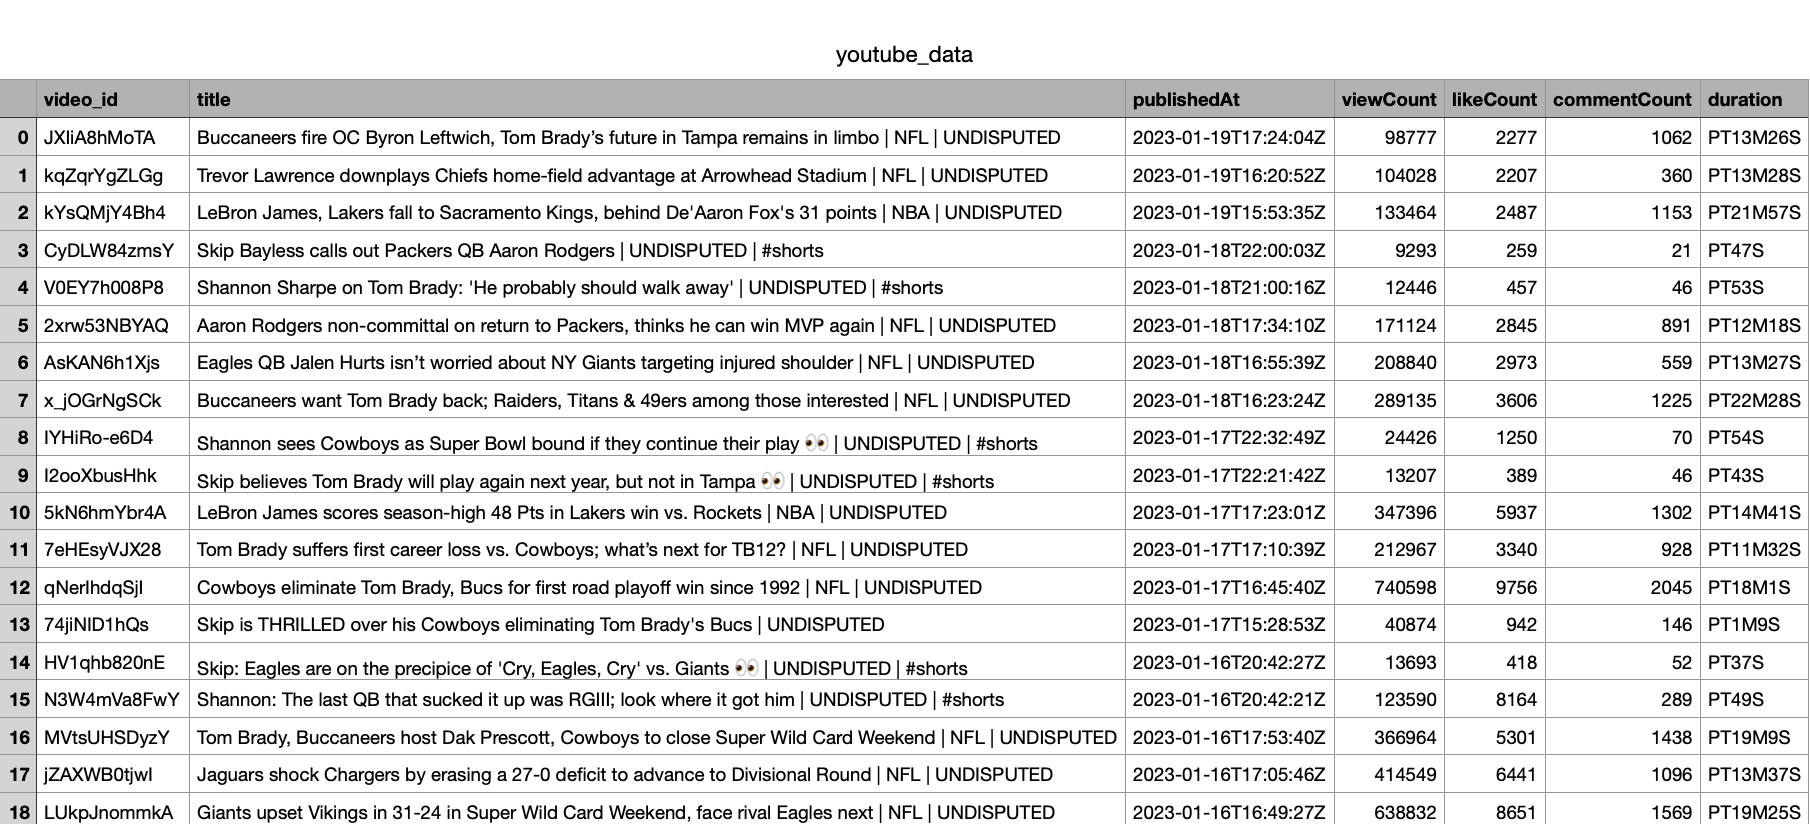 youtube_data
video_id title publishedAt viewCount likeCount commentCount duration
0 JXliA8hMoTA Buccaneers fire OC Byron Leftwich, Tom Brady’s future in Tampa remains in limbo | NFL | UNDISPUTED 2023-01-19T17:24:04Z 98777 2277 1062 PT13M26S
1 kqZqrYgZLGg Trevor Lawrence downplays Chiefs home-field advantage at Arrowhead Stadium | NFL | UNDISPUTED 2023-01-19T16:20:52Z 104028 2207 360 PT13M28S
2 kYsQMjY4Bh4 LeBron James, Lakers fall to Sacramento Kings, behind De'Aaron Fox's 31 points | NBA | UNDISPUTED 2023-01-19T15:53:35Z 133464 2487 1153 PT21M57S
3 CyDLW84zmsY Skip Bayless calls out Packers QB Aaron Rodgers | UNDISPUTED | #shorts 2023-01-18T22:00:03Z 9293 259 21 PT47S
4 V0EY7h008P8 Shannon Sharpe on Tom Brady: 'He probably should walk away' | UNDISPUTED | #shorts 2023-01-18T21:00:16Z 12446 457 46 PT53S
5 2xrw53NBYAQ Aaron Rodgers non-committal on return to Packers, thinks he can win MVP again | NFL | UNDISPUTED 2023-01-18T17:34:10Z 171124 2845 891 PT12M18S
6 AsKAN6h1Xjs Eagles QB Jalen Hurts isn’t worried about NY Giants targeting injured shoulder | NFL | UNDISPUTED 2023-01-18T16:55:39Z 208840 2973 559 PT13M27S
7 x_jOGrNgSCk Buccaneers want Tom Brady back; Raiders, Titans & 49ers among those interested | NFL | UNDISPUTED 2023-01-18T16:23:24Z 289135 3606 1225 PT22M28S
8 IYHiRo-e6D4 Shannon sees Cowboys as Super Bowl bound if they continue their play 👀 | UNDISPUTED | #shorts 2023-01-17T22:32:49Z 24426 1250 70 PT54S
9 I2ooXbusHhk Skip believes Tom Brady will play again next year, but not in Tampa 👀 | UNDISPUTED | #shorts 2023-01-17T22:21:42Z 13207 389 46 PT43S
10 5kN6hmYbr4A LeBron James scores season-high 48 Pts in Lakers win vs. Rockets | NBA | UNDISPUTED 2023-01-17T17:23:01Z 347396 5937 1302 PT14M41S
11 7eHEsyVJX28 Tom Brady suffers first career loss vs. Cowboys; what’s next for TB12? | NFL | UNDISPUTED 2023-01-17T17:10:39Z 212967 3340 928 PT11M32S
12 qNerIhdqSjI Cowboys eliminate Tom Brady, Bucs for first road playoff win since 1992 | NFL | UNDISPUTED 2023-01-17T16:45:40Z 740598 9756 2045 PT18M1S
13 74jiNID1hQs Skip is THRILLED over his Cowboys eliminating Tom Brady's Bucs | UNDISPUTED 2023-01-17T15:28:53Z 40874 942 146 PT1M9S
14 HV1qhb820nE Skip: Eagles are on the precipice of 'Cry, Eagles, Cry' vs. Giants 👀 | UNDISPUTED | #shorts 2023-01-16T20:42:27Z 13693 418 52 PT37S
15 N3W4mVa8FwY Shannon: The last QB that sucked it up was RGIII; look where it got him | UNDISPUTED | #shorts 2023-01-16T20:42:21Z 123590 8164 289 PT49S
16 MVtsUHSDyzY Tom Brady, Buccaneers host Dak Prescott, Cowboys to close Super Wild Card Weekend | NFL | UNDISPUTED 2023-01-16T17:53:40Z 366964 5301 1438 PT19M9S
17 jZAXWB0tjwI Jaguars shock Chargers by erasing a 27-0 deficit to advance to Divisional Round | NFL | UNDISPUTED 2023-01-16T17:05:46Z 414549 6441 1096 PT13M37S
18 LUkpJnommkA Giants upset Vikings in 31-24 in Super Wild Card Weekend, face rival Eagles next | NFL | UNDISPUTED 2023-01-16T16:49:27Z 638832 8651 1569 PT19M25S